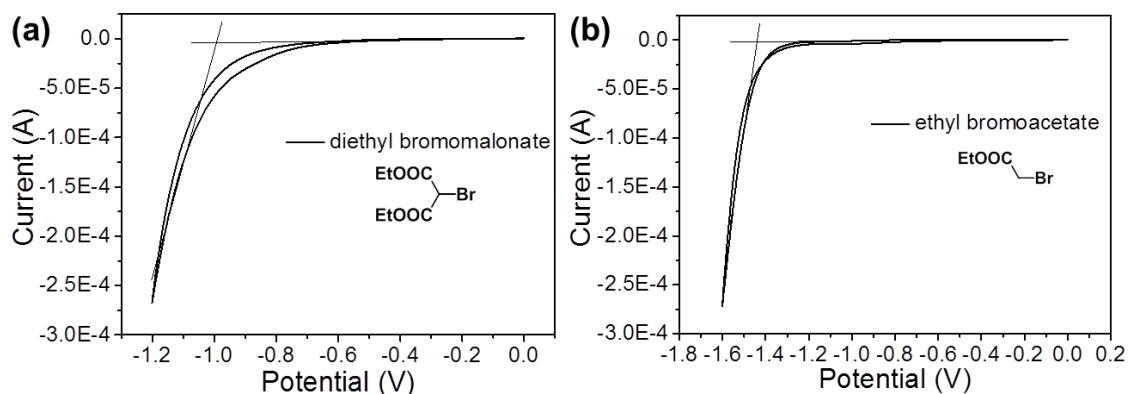 (a)
0.0
-5.0E-5
-1.0E-4
-1.5E-4
-2.0E-4
-2.5E-4
-3.0E-4
Current (A)
diethyl bromomalonate
EtOOC
Br
EtOOC
-1.2 -1.0 -0.8 -0.6 -0.4 -0.2 0.0
Potential (V)
(b)
0.0
-5.0E-5
-1.0E-4
-1.5E-4
-2.0E-4
-2.5E-4
-3.0E-4
Current (A)
ethyl bromoacetate
EtOOC
Br
-1.8 -1.6 -1.4 -1.2 -1.0 -0.8 -0.6 -0.4 -0.2 0.0 0.2
Potential (V)